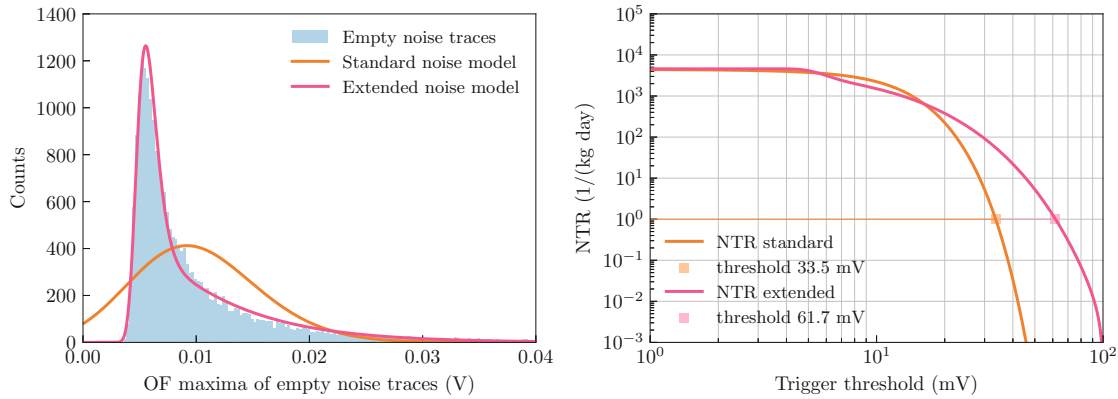 1400
1200
1000
800
600
400
200
0
0.00
0.01
0.02
0.03
0.04
Counts
OF maxima of empty noise traces (V)
Empty noise traces
Standard noise model
Extended noise model
10^5
10^4
10^3
10^2
10^1
10^0
10^−1
10^−2
10^−3
10^0
10^1
10^2
NTR (1/(kg day)
Trigger threshold (mV)
NTR standard
threshold 33.5 mV
NTR extended
threshold 61.7 mV